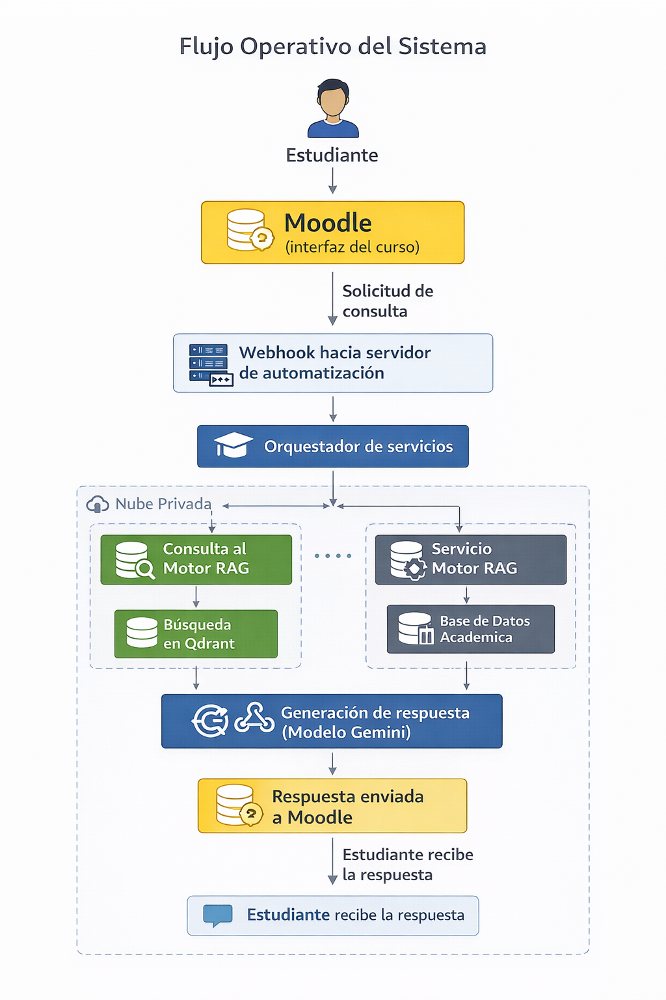 Flujo Operativo del Sistema
Estudiante
Moodle
(interfaz del curso)
Solicitud de
consulta
Webhook hacia servidor
de automatización
Orquestador de servicios
Nube Privada
Consulta al
Motor RAG
Búsqueda
en Qdrant
Servicio
Motor RAG
Base de Datos
Academica
Generación de respuesta
(Modelo Gemini)
Respuesta enviada
a Moodle
Estudiante recibe
la respuesta
Estudiante recibe la respuesta